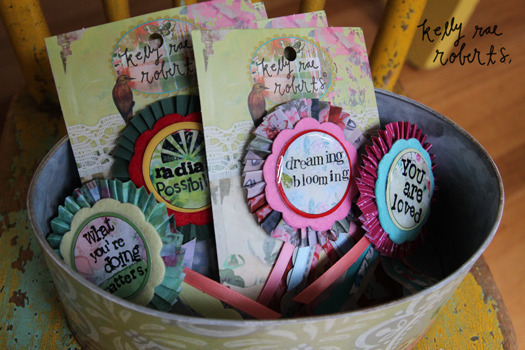 kelly rae
roberts.
kelly rae
roberts
kelly rae
roberts
radia
Possibil
dreaming
blooming
You
are
loved
What
you're
doing
matters.